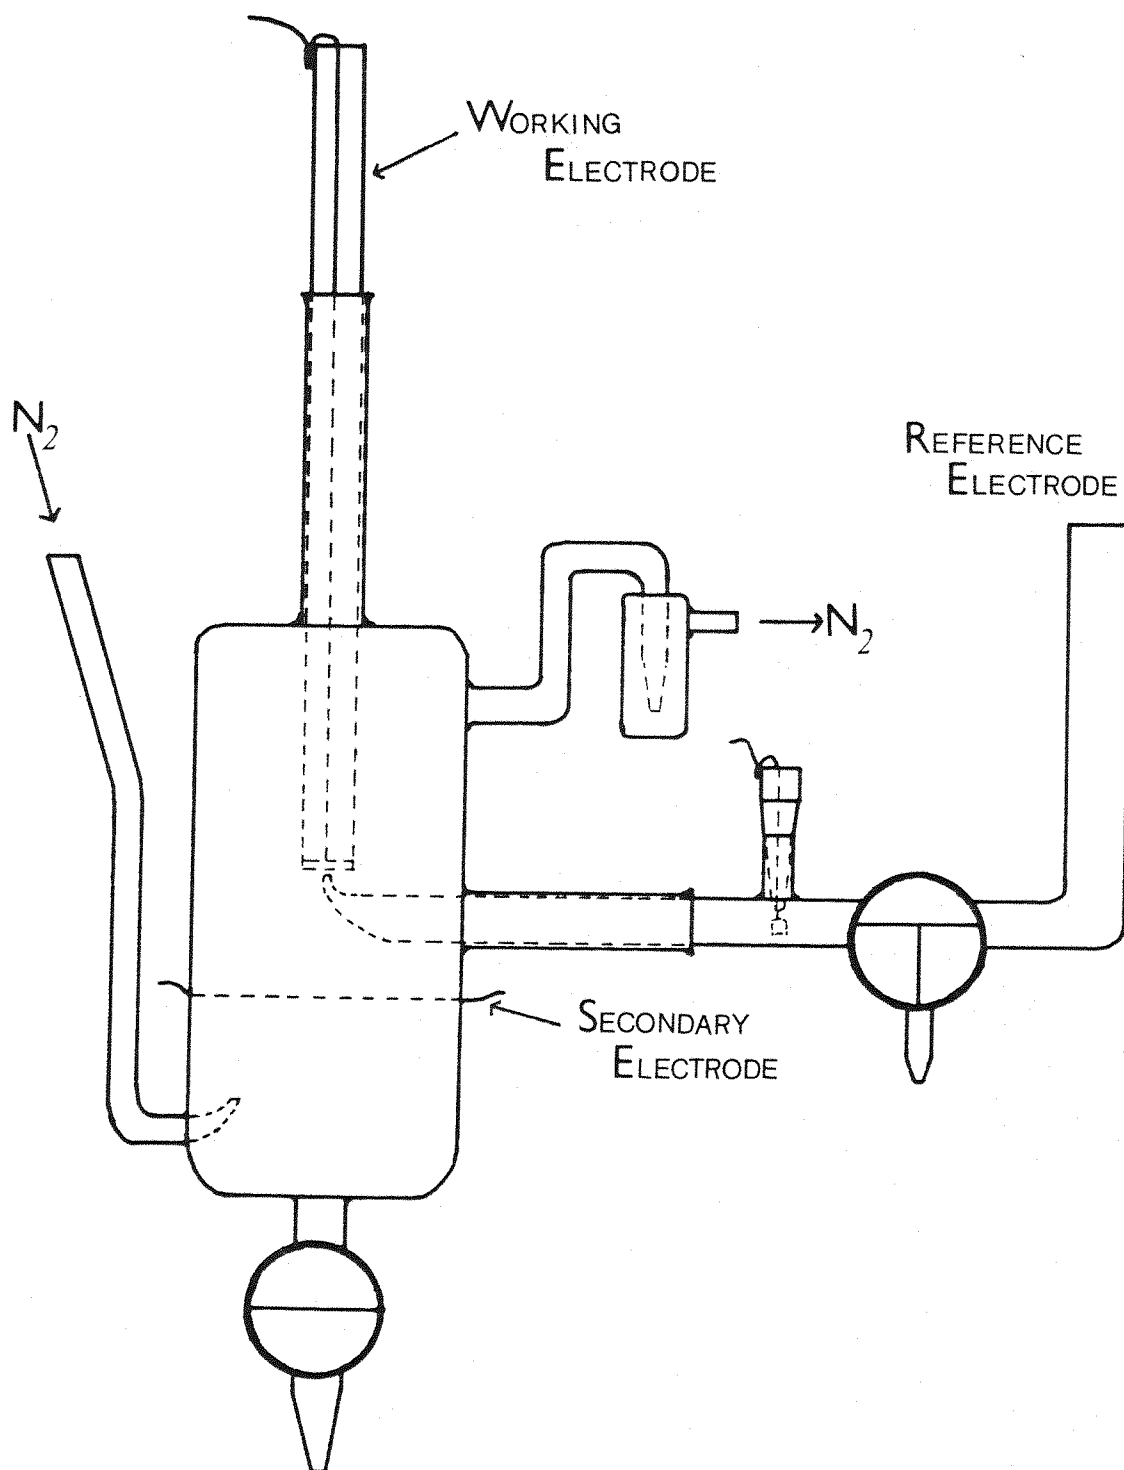 WORKING
ELECTRODE
N2
REFERENCE
ELECTRODE
N2
SECONDARY
ELECTRODE